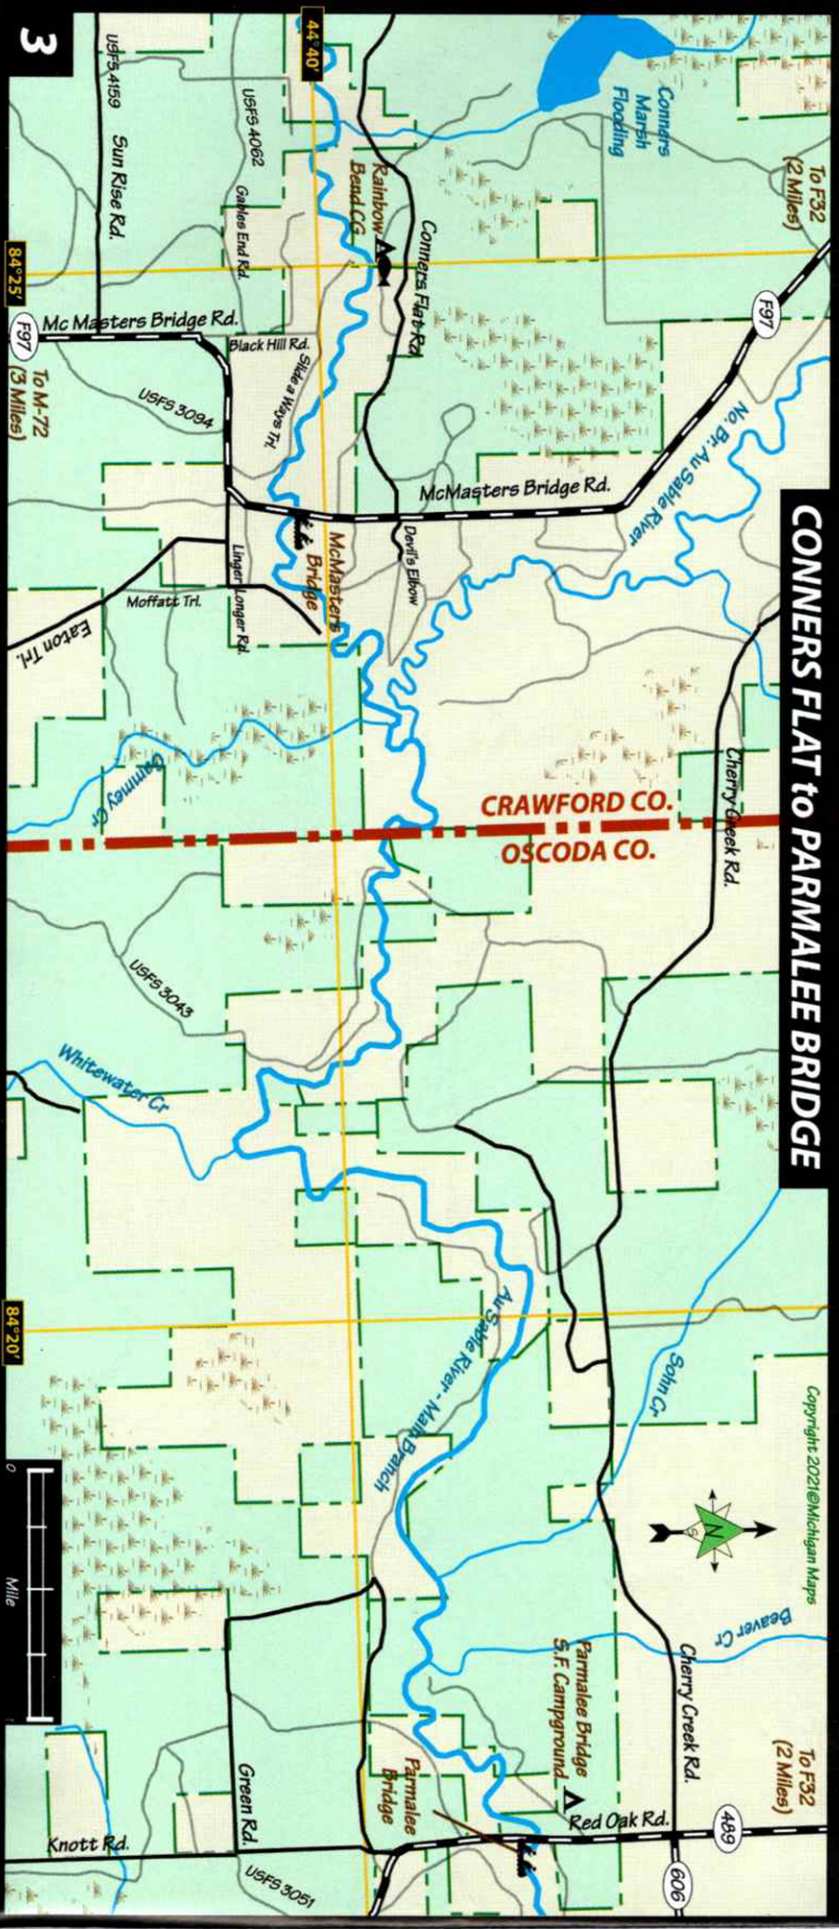 CONNERS FLAT to PARMALEE BRIDGE
3
USFS 4159
Sun Rise Rd.
USFS 4062
Gables End Rd.
44°40'
Rainbow
Bend CG
Conners Flat Rd
Conners
Marsh
Flooding
To F32
(2 Miles)
F97
84°25'
F97
Mc Masters Bridge Rd.
To M-72
(3 Miles)
Black Hill Rd.
Slide a Ways Trl.
USFS 3094
McMasters Bridge Rd.
No. Br. Au Sable River
McMasters
Bridge
Devil's Elbow
Linger Longer Rd.
Moffatt Trl.
Eaton Trl.
Gammey Cr
Cherry Creek Rd.
CRAWFORD CO.
OSCODA CO.
USFS 3043
Whitewater Cr
84°20'
Au Sable River - Main Branch
Sohn Cr
Copyright 2021©Michigan Maps
N
S
Beaver Cr
Cherry Creek Rd.
To F32
(2 Miles)
Parmalee Bridge
S.F. Campground
Parmalee
Bridge
Red Oak Rd.
489
606
Green Rd.
Knott Rd.
USFS 3051
0
Mile
1